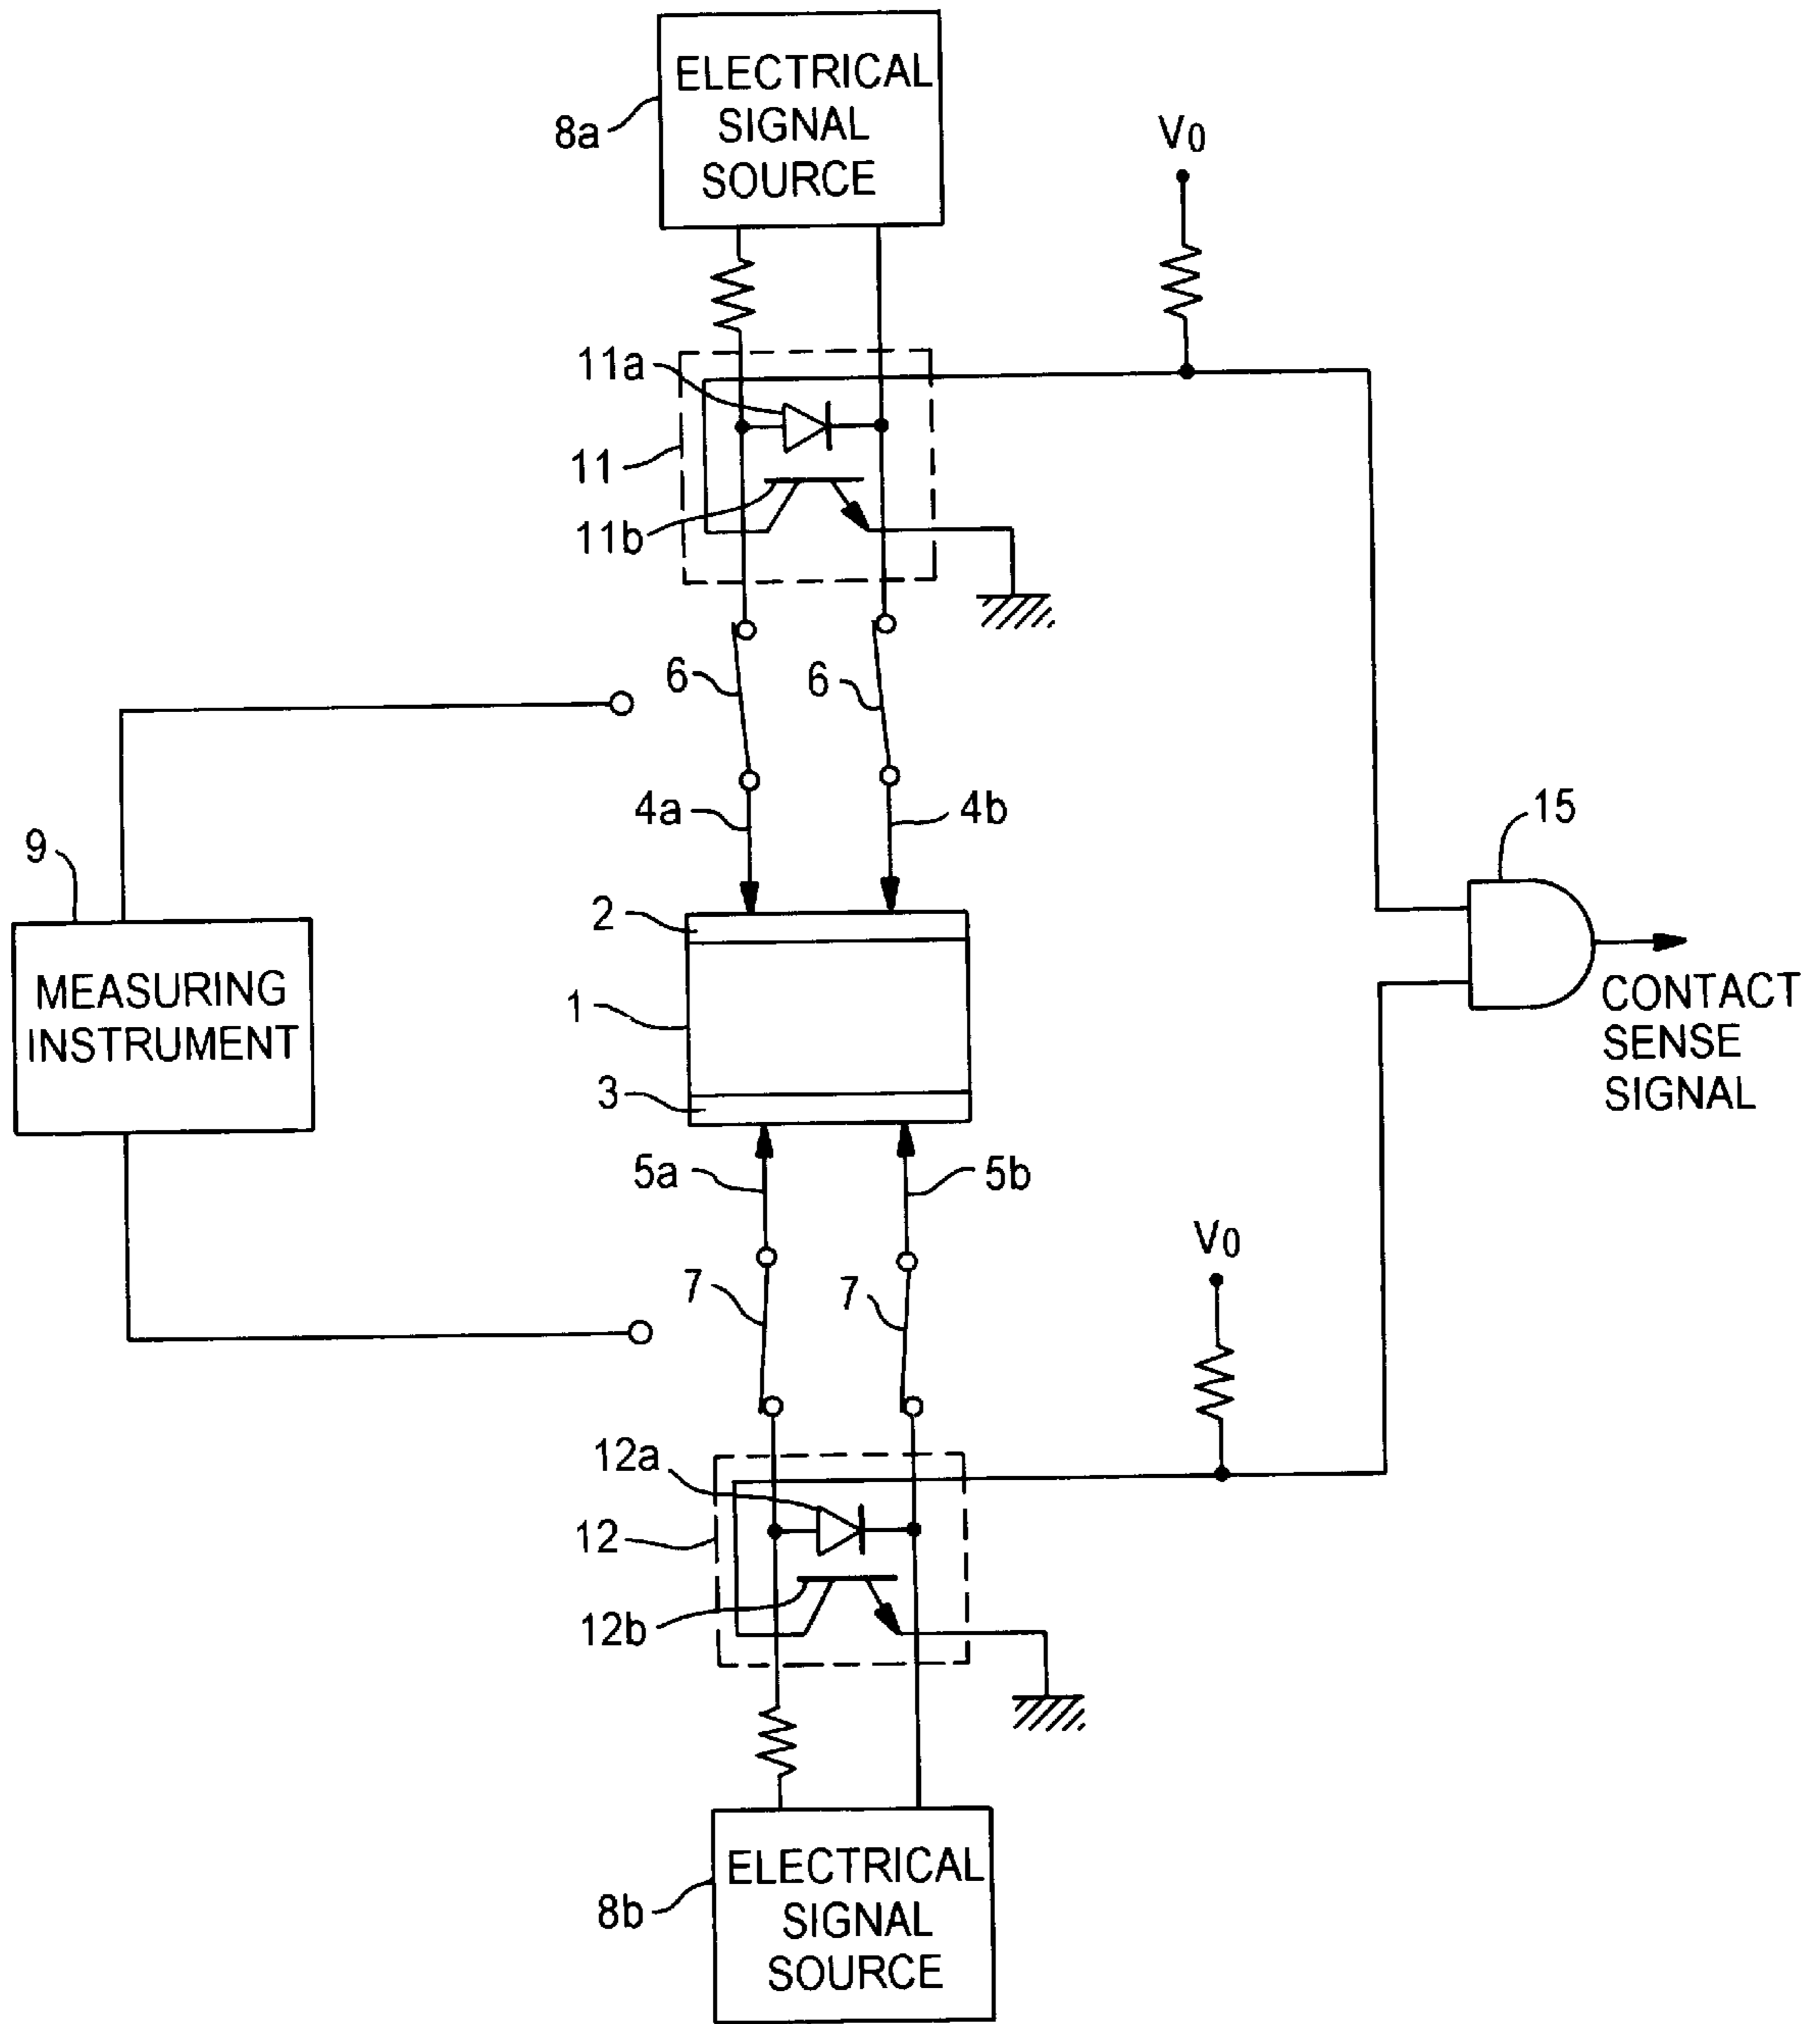 ELECTRICAL
SIGNAL
SOURCE
8a
V0
11a
11
11b
6
6
4a
4b
15
9
2
MEASURING
INSTRUMENT
1
CONTACT
SENSE
SIGNAL
3
5a
5b
V0
7
7
12a
12
12b
ELECTRICAL
SIGNAL
SOURCE
8b